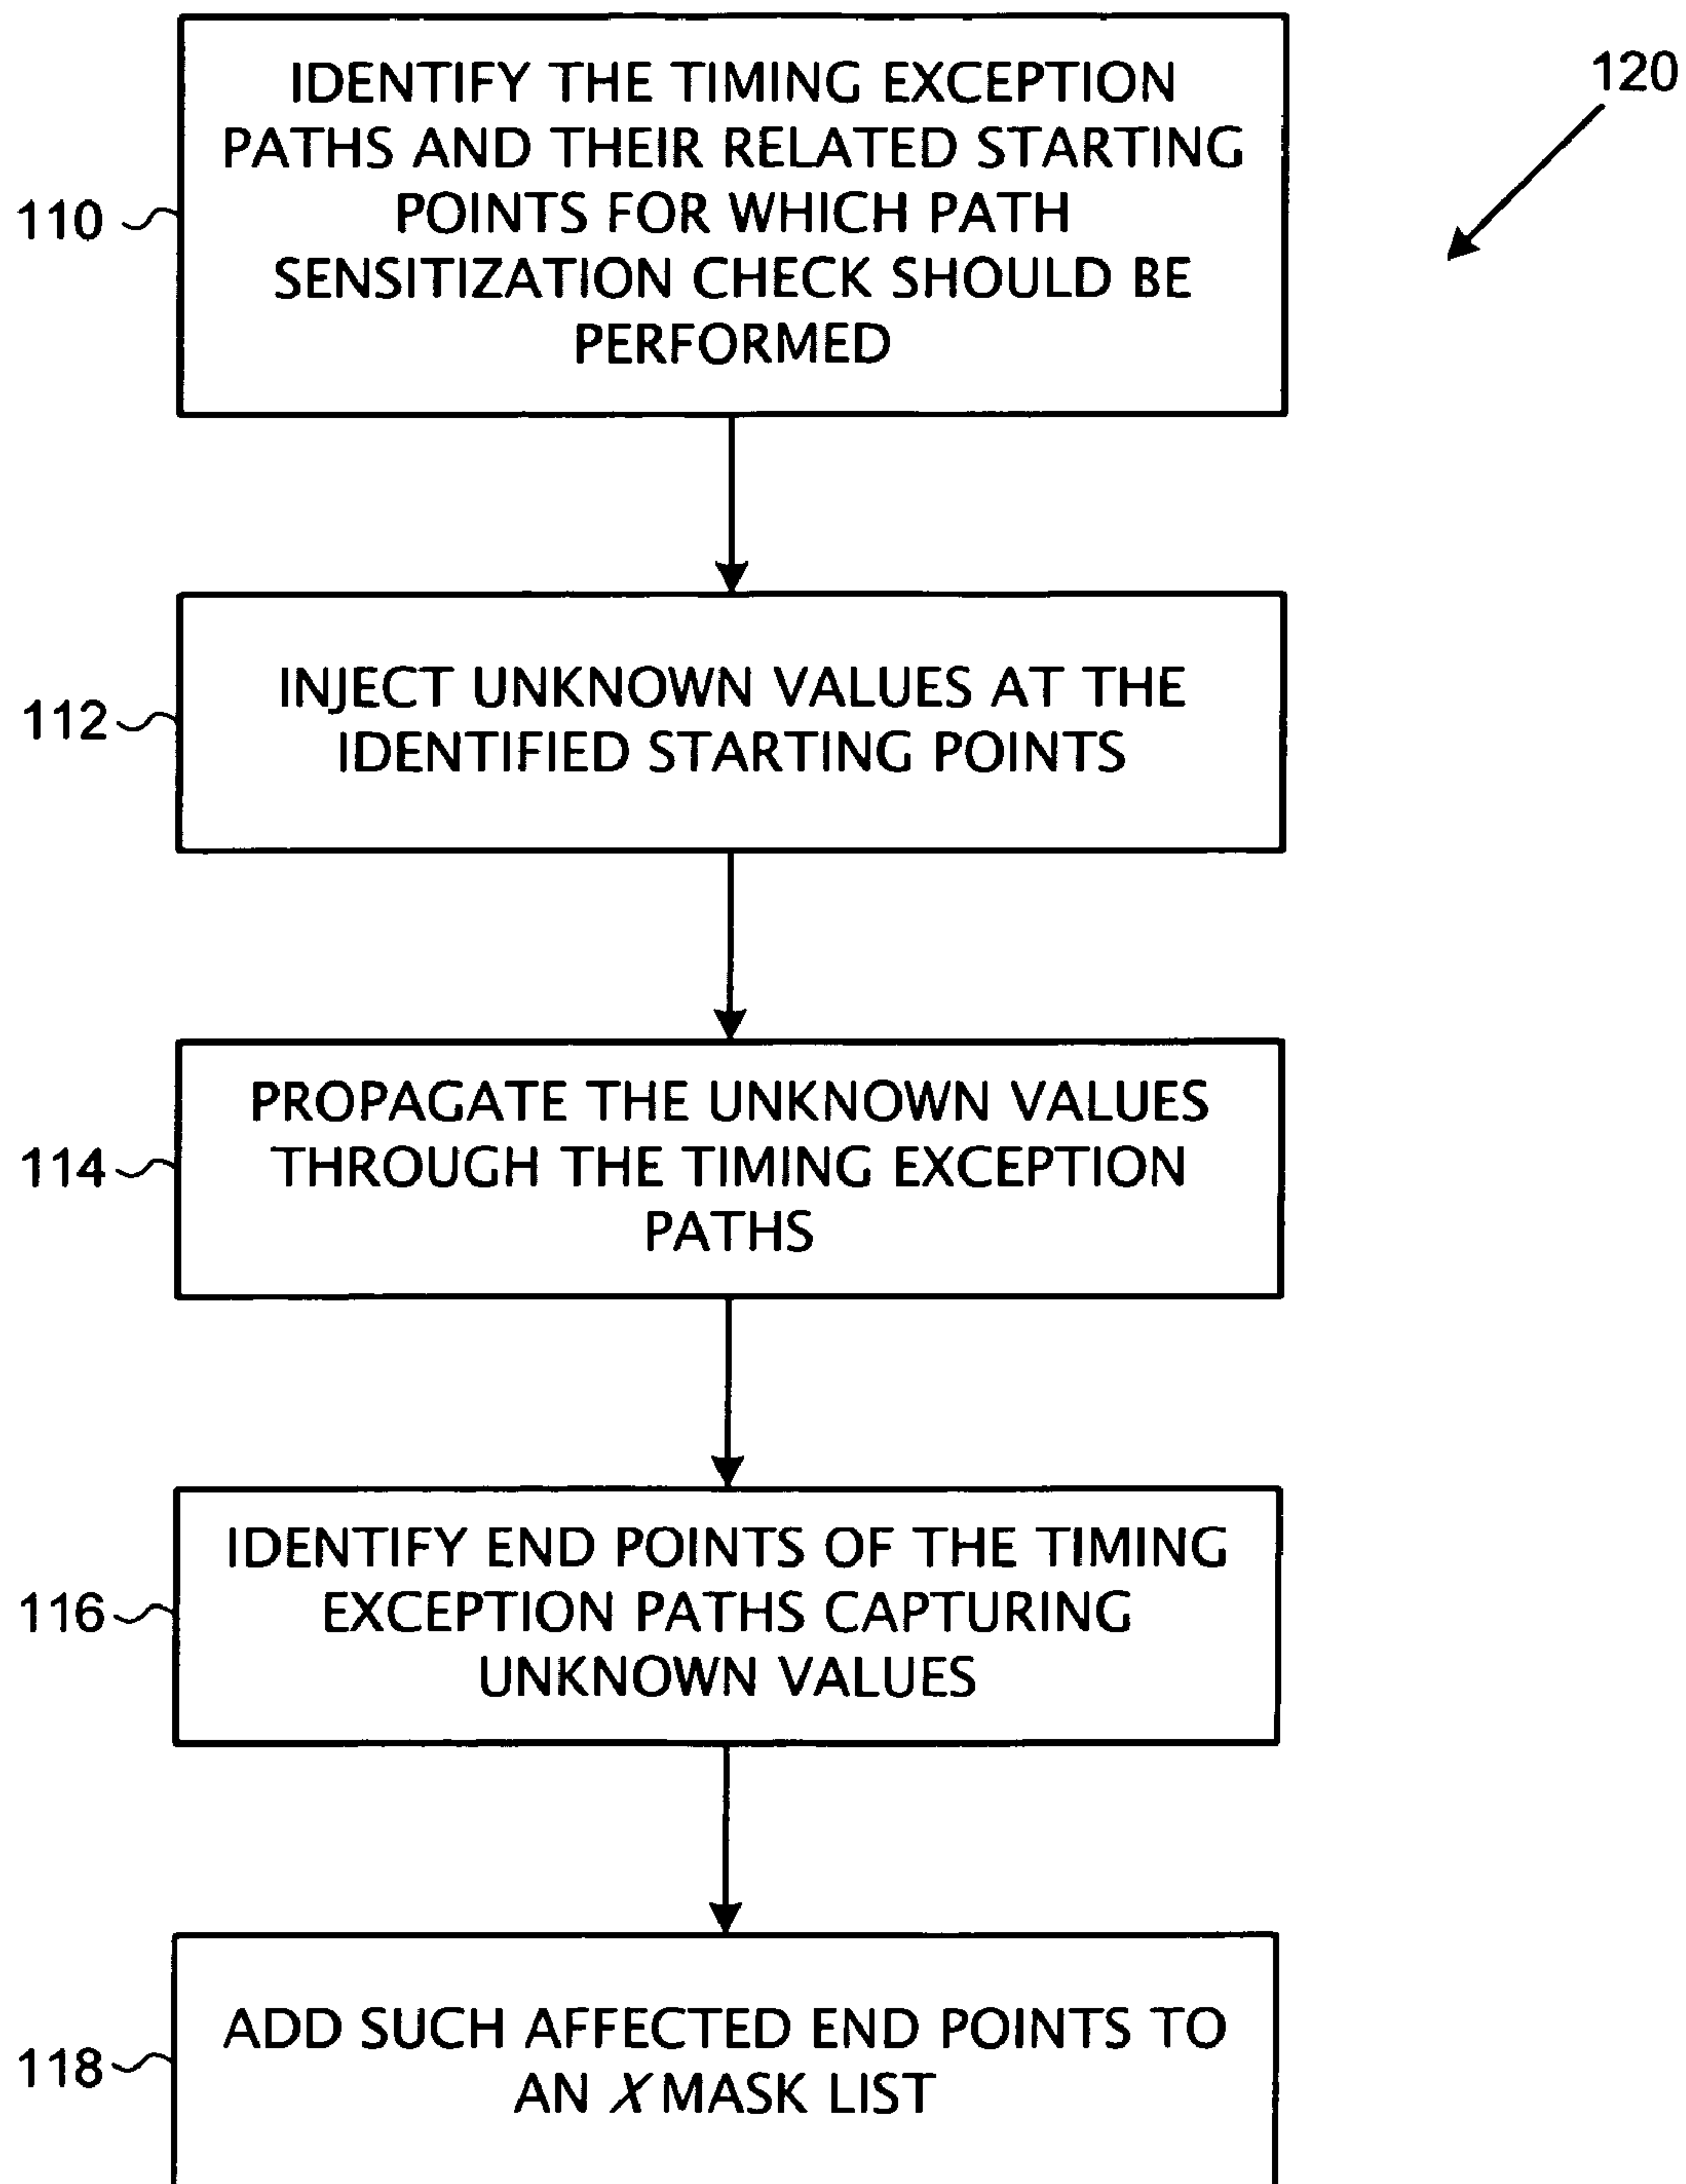 120
IDENTIFY THE TIMING EXCEPTION
PATHS AND THEIR RELATED STARTING
POINTS FOR WHICH PATH
SENSITIZATION CHECK SHOULD BE
PERFORMED
110
INJECT UNKNOWN VALUES AT THE
IDENTIFIED STARTING POINTS
112
PROPAGATE THE UNKNOWN VALUES
THROUGH THE TIMING EXCEPTION
PATHS
114
IDENTIFY END POINTS OF THE TIMING
EXCEPTION PATHS CAPTURING
UNKNOWN VALUES
116
ADD SUCH AFFECTED END POINTS TO
AN X MASK LIST
118